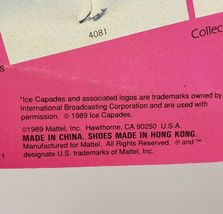 4081
Collec
s
*Ice Capades and associated logos are trademarks owned by
International Broadcasting Corporation and are used with
permission. © 1989 Ice Capades.
©1989 Mattel, Inc. Hawthorne, CA 90250 U.S.A.
MADE IN CHINA. SHOES MADE IN HONG KONG.
Manufactured for Mattel. All Rights Reserved. ® and ™
designate U.S. trademarks of Mattel, Inc.
1